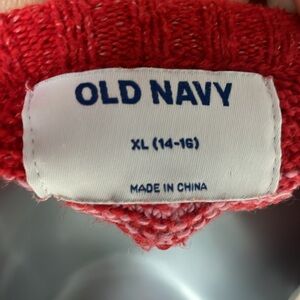 OLD NAVY
XL (14-16)
MADE IN CHINA